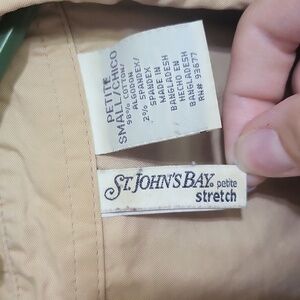 PETITE
SMALL/CHICO
98% COTTON/
ALGODON
2% SPANDEX/
SPANDEX
MADE IN
BANGLADESH
HECHO EN
BANGLADESH
RN# 93677
ST. JOHN'S BAY® petite
stretch